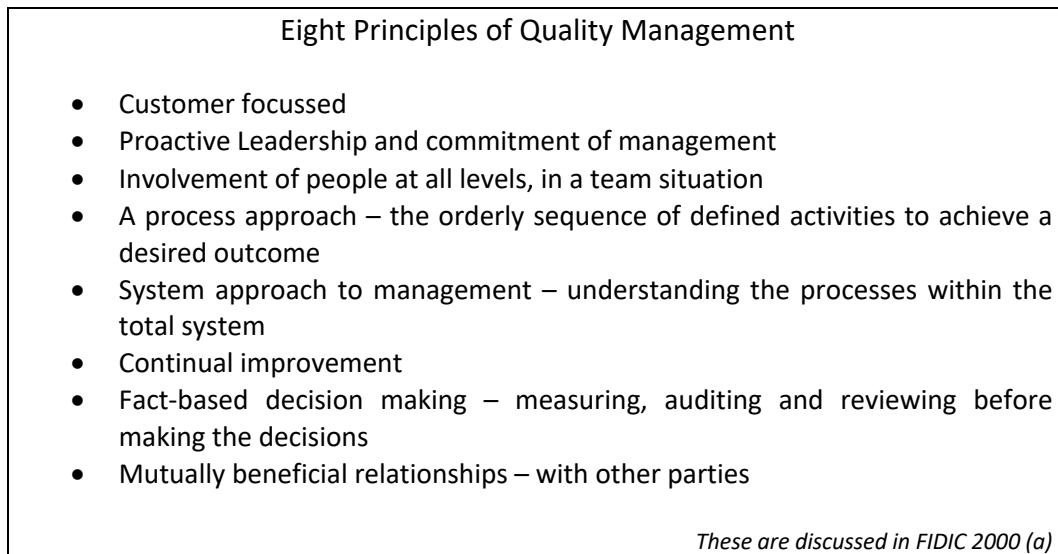 Eight Principles of Quality Management
• Customer focussed
• Proactive Leadership and commitment of management
• Involvement of people at all levels, in a team situation
• A process approach – the orderly sequence of defined activities to achieve a
desired outcome
• System approach to management – understanding the processes within the
total system
• Continual improvement
• Fact-based decision making – measuring, auditing and reviewing before
making the decisions
• Mutually beneficial relationships – with other parties
These are discussed in FIDIC 2000 (a)